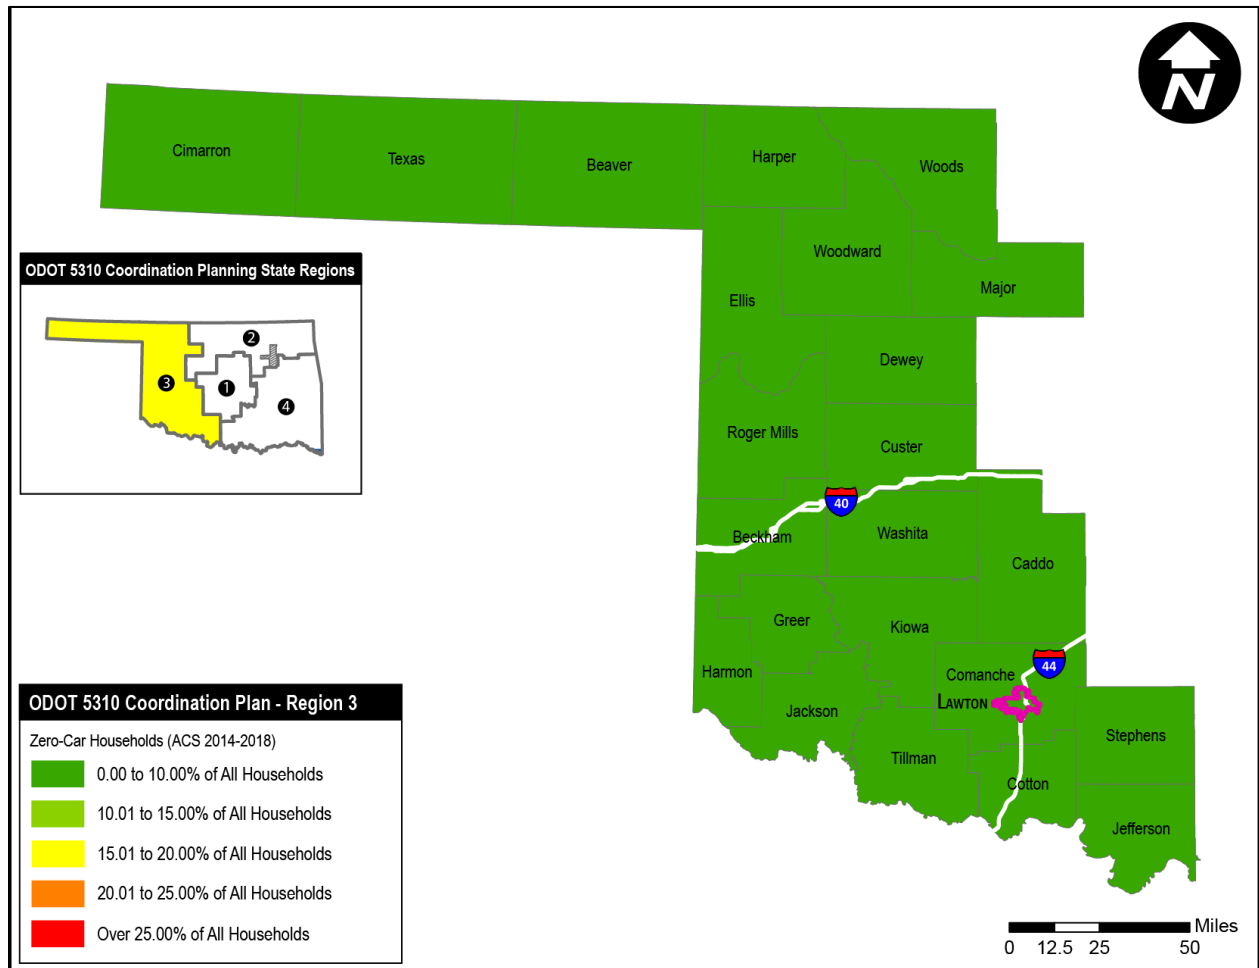 N
Cimarron
Texas
Beaver
Harper
Woods
Woodward
Ellis
Major
Dewey
Roger Mills
Custer
40
Beckham
Washita
Caddo
Greer
Kiowa
Harmon
Comanche
44
LAWTON
Jackson
Tillman
Stephens
Cotton
Jefferson
ODOT 5310 Coordination Planning State Regions
2
3
1
4
ODOT 5310 Coordination Plan - Region 3
Zero-Car Households (ACS 2014-2018)
0.00 to 10.00% of All Households
10.01 to 15.00% of All Households
15.01 to 20.00% of All Households
20.01 to 25.00% of All Households
Over 25.00% of All Households
Miles
0 12.5 25 50